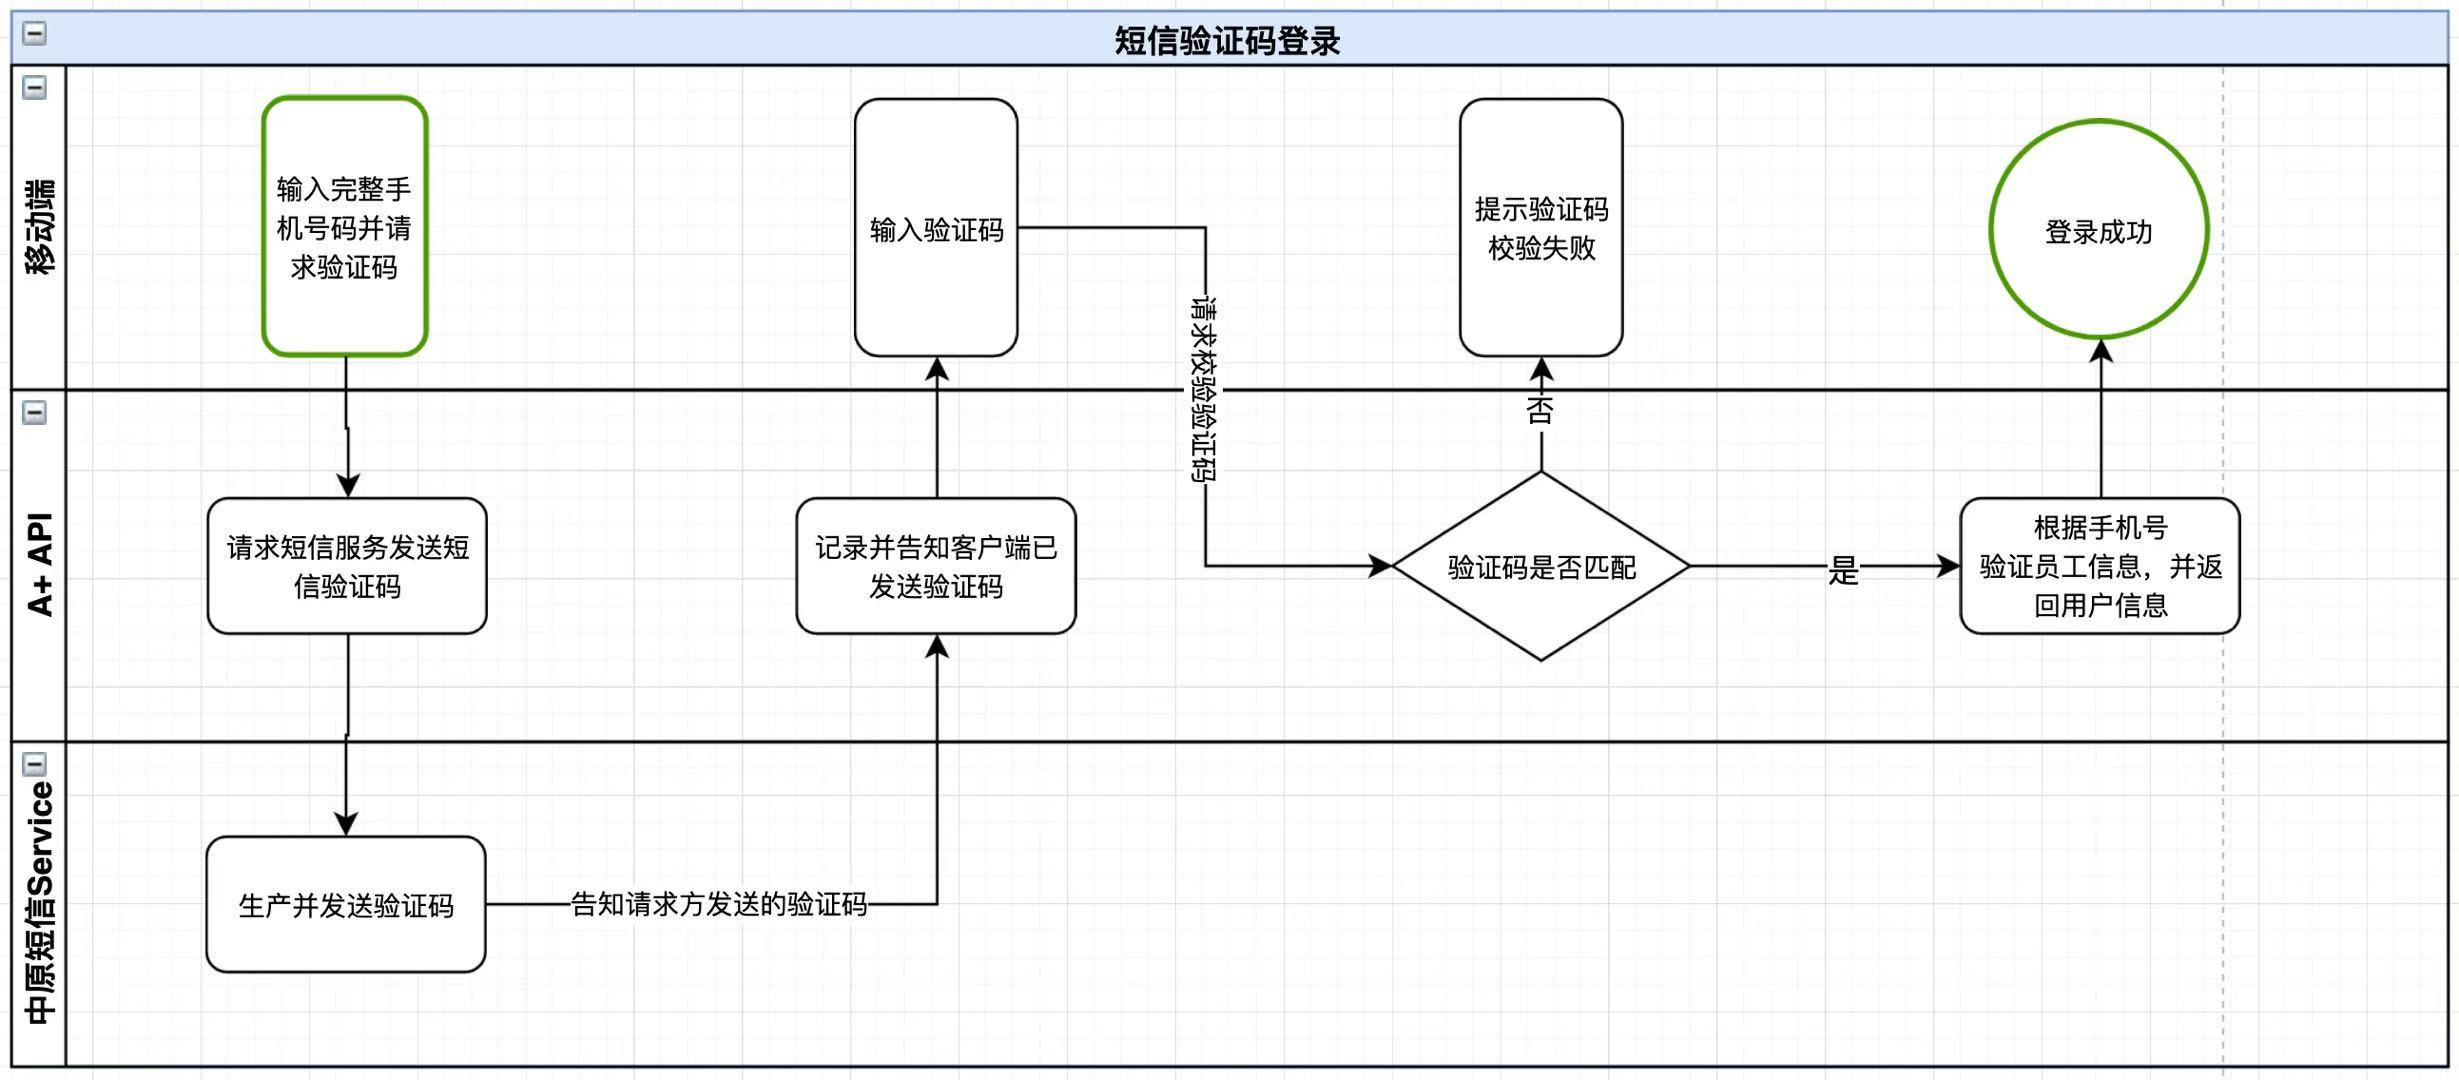 短信验证码登录
移动端
输入完整手
机号码并请
求验证码
输入验证码
请求校验验证码
提示验证码
校验失败
登录成功
A+ API
请求短信服务发送短
信验证码
记录并告知客户端已
发送验证码
否
验证码是否匹配
是
根据手机号
验证员工信息，并返
回用户信息
中原短信Service
生产并发送验证码
告知请求方发送的验证码